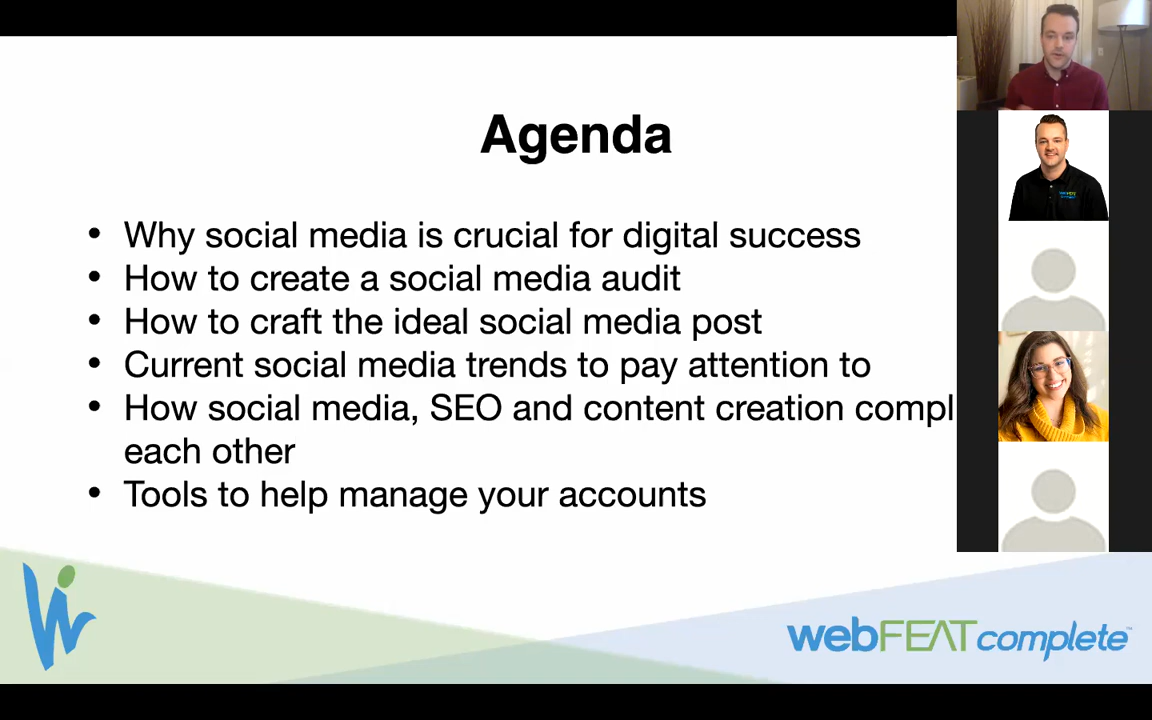 Agenda
• Why social media is crucial for digital success
• How to create a social media audit
• How to craft the ideal social media post
• Current social media trends to pay attention to
• How social media, SEO and content creation compl
each other
• Tools to help manage your accounts
webFEAT complete™